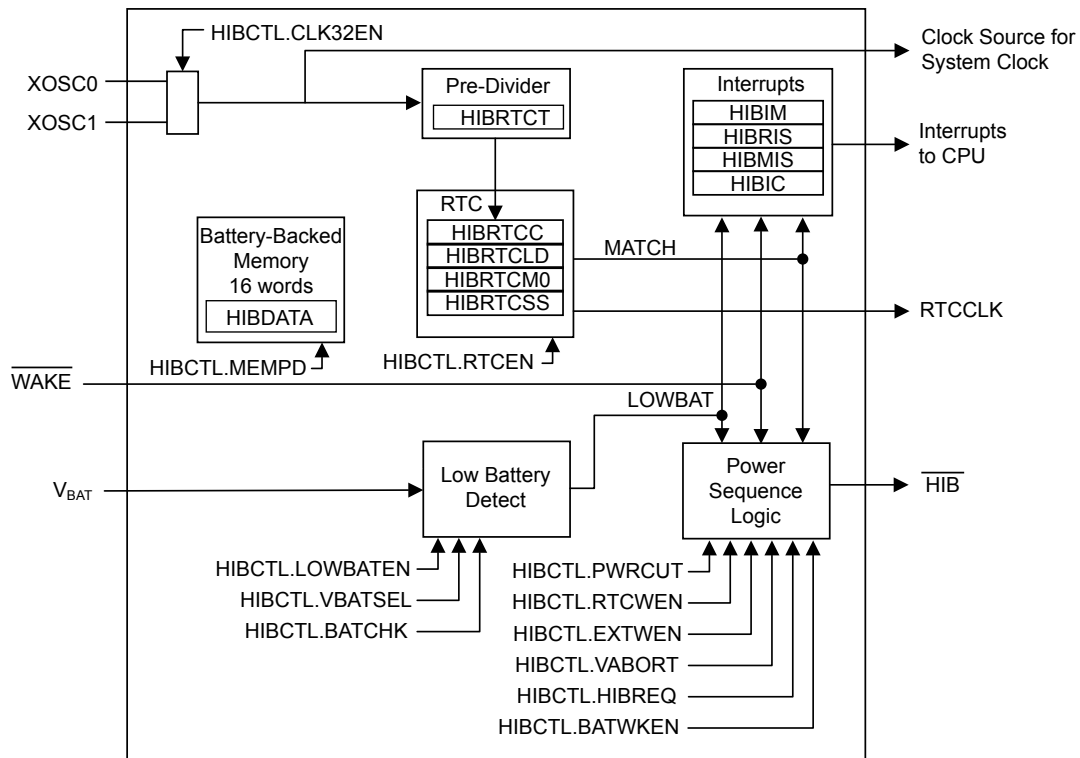 HIBCTL.CLK32EN
XOSC0
XOSC1
Pre-Divider
HIBRTCT
Interrupts
HIBIM
HIBRIS
HIBMIS
HIBIC
Clock Source for
System Clock
Interrupts
to CPU
RTC
HIBRTCC
HIBRTCLD
HIBRTCM0
HIBRTCSS
MATCH
RTCCLK
Battery-Backed
Memory
16 words
HIBDATA
HIBCTL.MEMPD
HIBCTL.RTCEN
WAKE
LOWBAT
VBAT
Low Battery
Detect
Power
Sequence
Logic
HIB
HIBCTL.LOWBATEN
HIBCTL.VBATSEL
HIBCTL.BATCHK
HIBCTL.PWRCUT
HIBCTL.RTCWEN
HIBCTL.EXTWEN
HIBCTL.VABORT
HIBCTL.HIBREQ
HIBCTL.BATWKEN